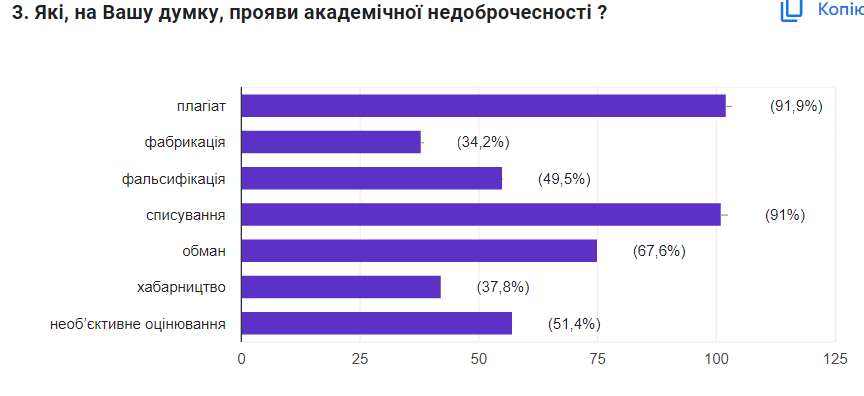 3. Які, на Вашу думку, прояви академічної недоброчесності ?
Копію
плагіат (91,9%)
фабрикація (34,2%)
фальсифікація (49,5%)
списування (91%)
обман (67,6%)
хабарництво (37,8%)
необ'єктивне оцінювання (51,4%)
0 25 50 75 100 125